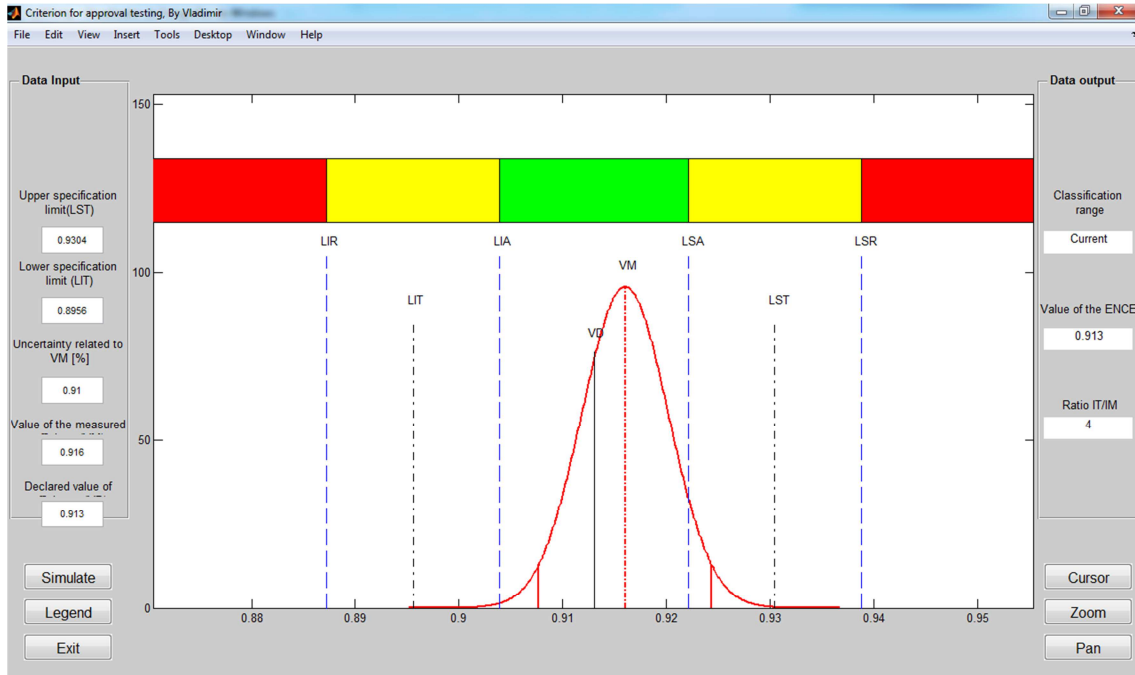 Criterion for approval testing, By Vladimir
File Edit View Insert Tools Desktop Window Help
Data Input
Upper specification
limit(LST)
0.9304
Lower specification
limit (LIT)
0.8956
Uncertainty related to
VM [%]
0.91
Value of the measured
0.916
Declared value of
0.913
Simulate
Legend
Exit
150
100
50
0
LIR
LIA
LSA
LSR
VM
LIT
LST
VD
0.88 0.89 0.9 0.91 0.92 0.93 0.94 0.95
Data output
Classification
range
Current
Value of the ENCE
0.913
Ratio IT/IM
4
Cursor
Zoom
Pan